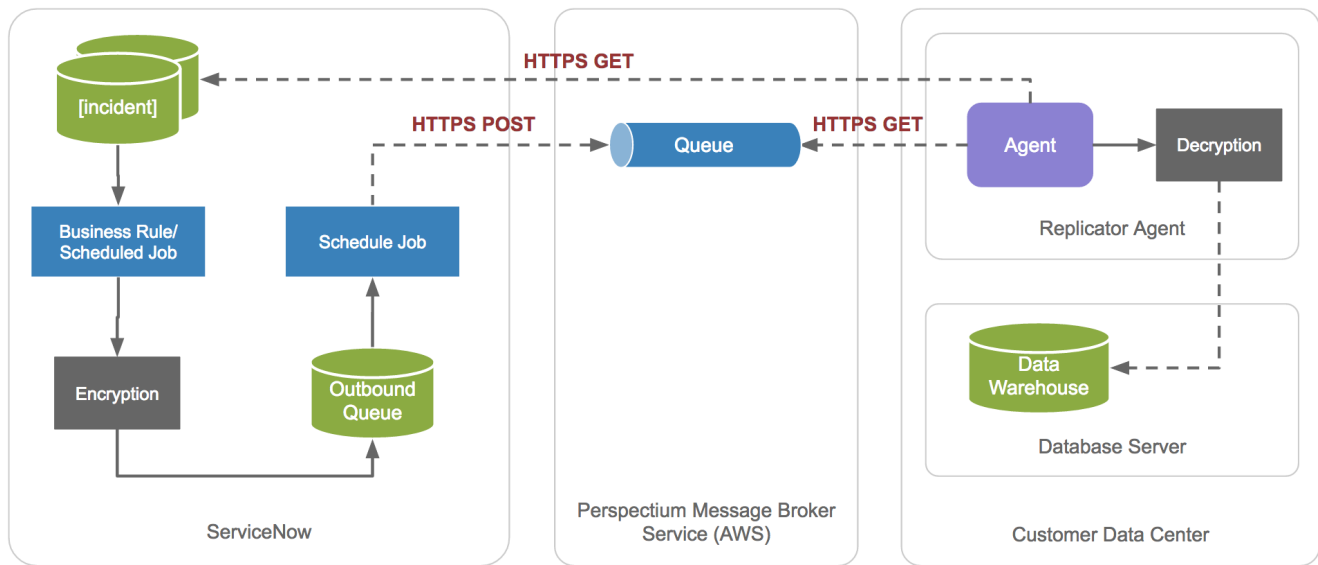 HTTPS GET
[incident]
HTTPS POST
HTTPS GET
Queue
Agent
Decryption
Business Rule/
Scheduled Job
Schedule Job
Replicator Agent
Encryption
Outbound
Queue
Data
Warehouse
Database Server
ServiceNow
Perspectium Message Broker
Service (AWS)
Customer Data Center